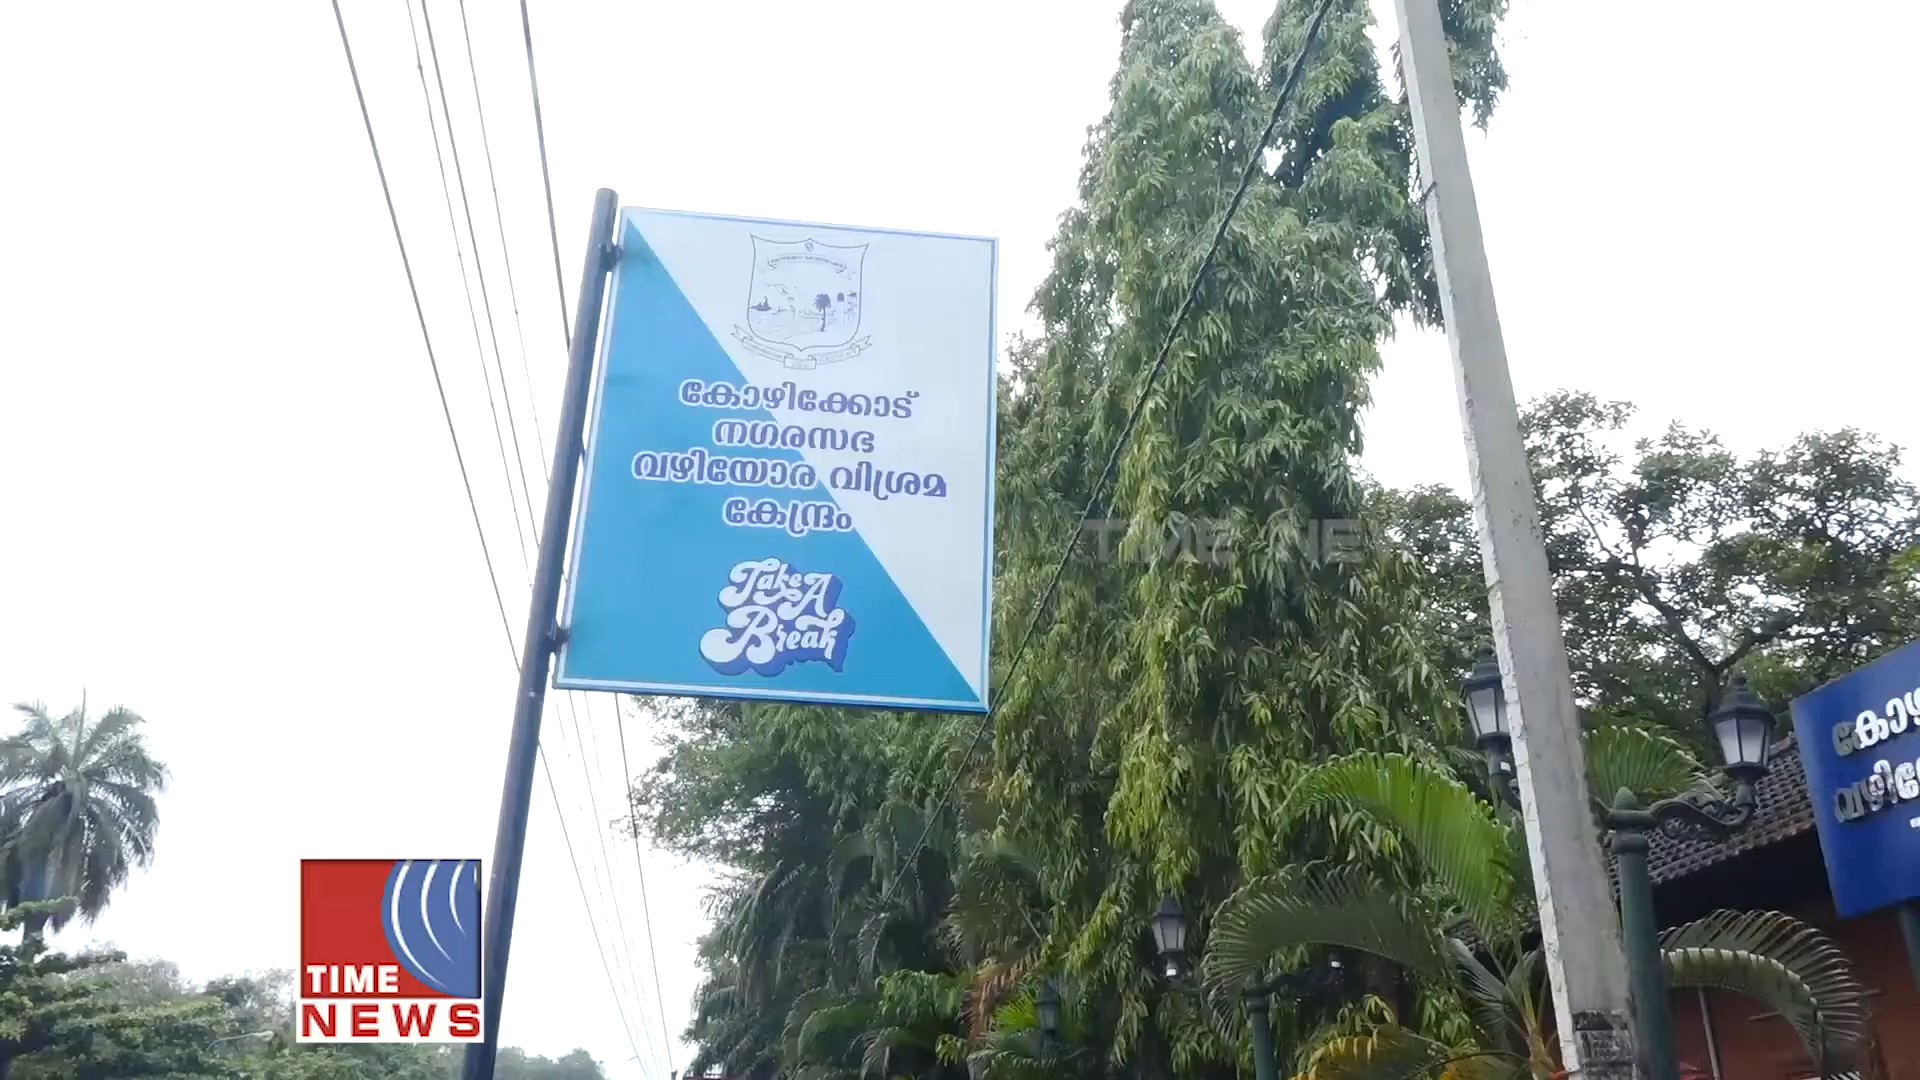 കോഴിക്കോട്
നഗരസഭ
വഴിയോര വിശ്രമ
കേന്ദ്രം
Take A
Break
TIME
NEWS